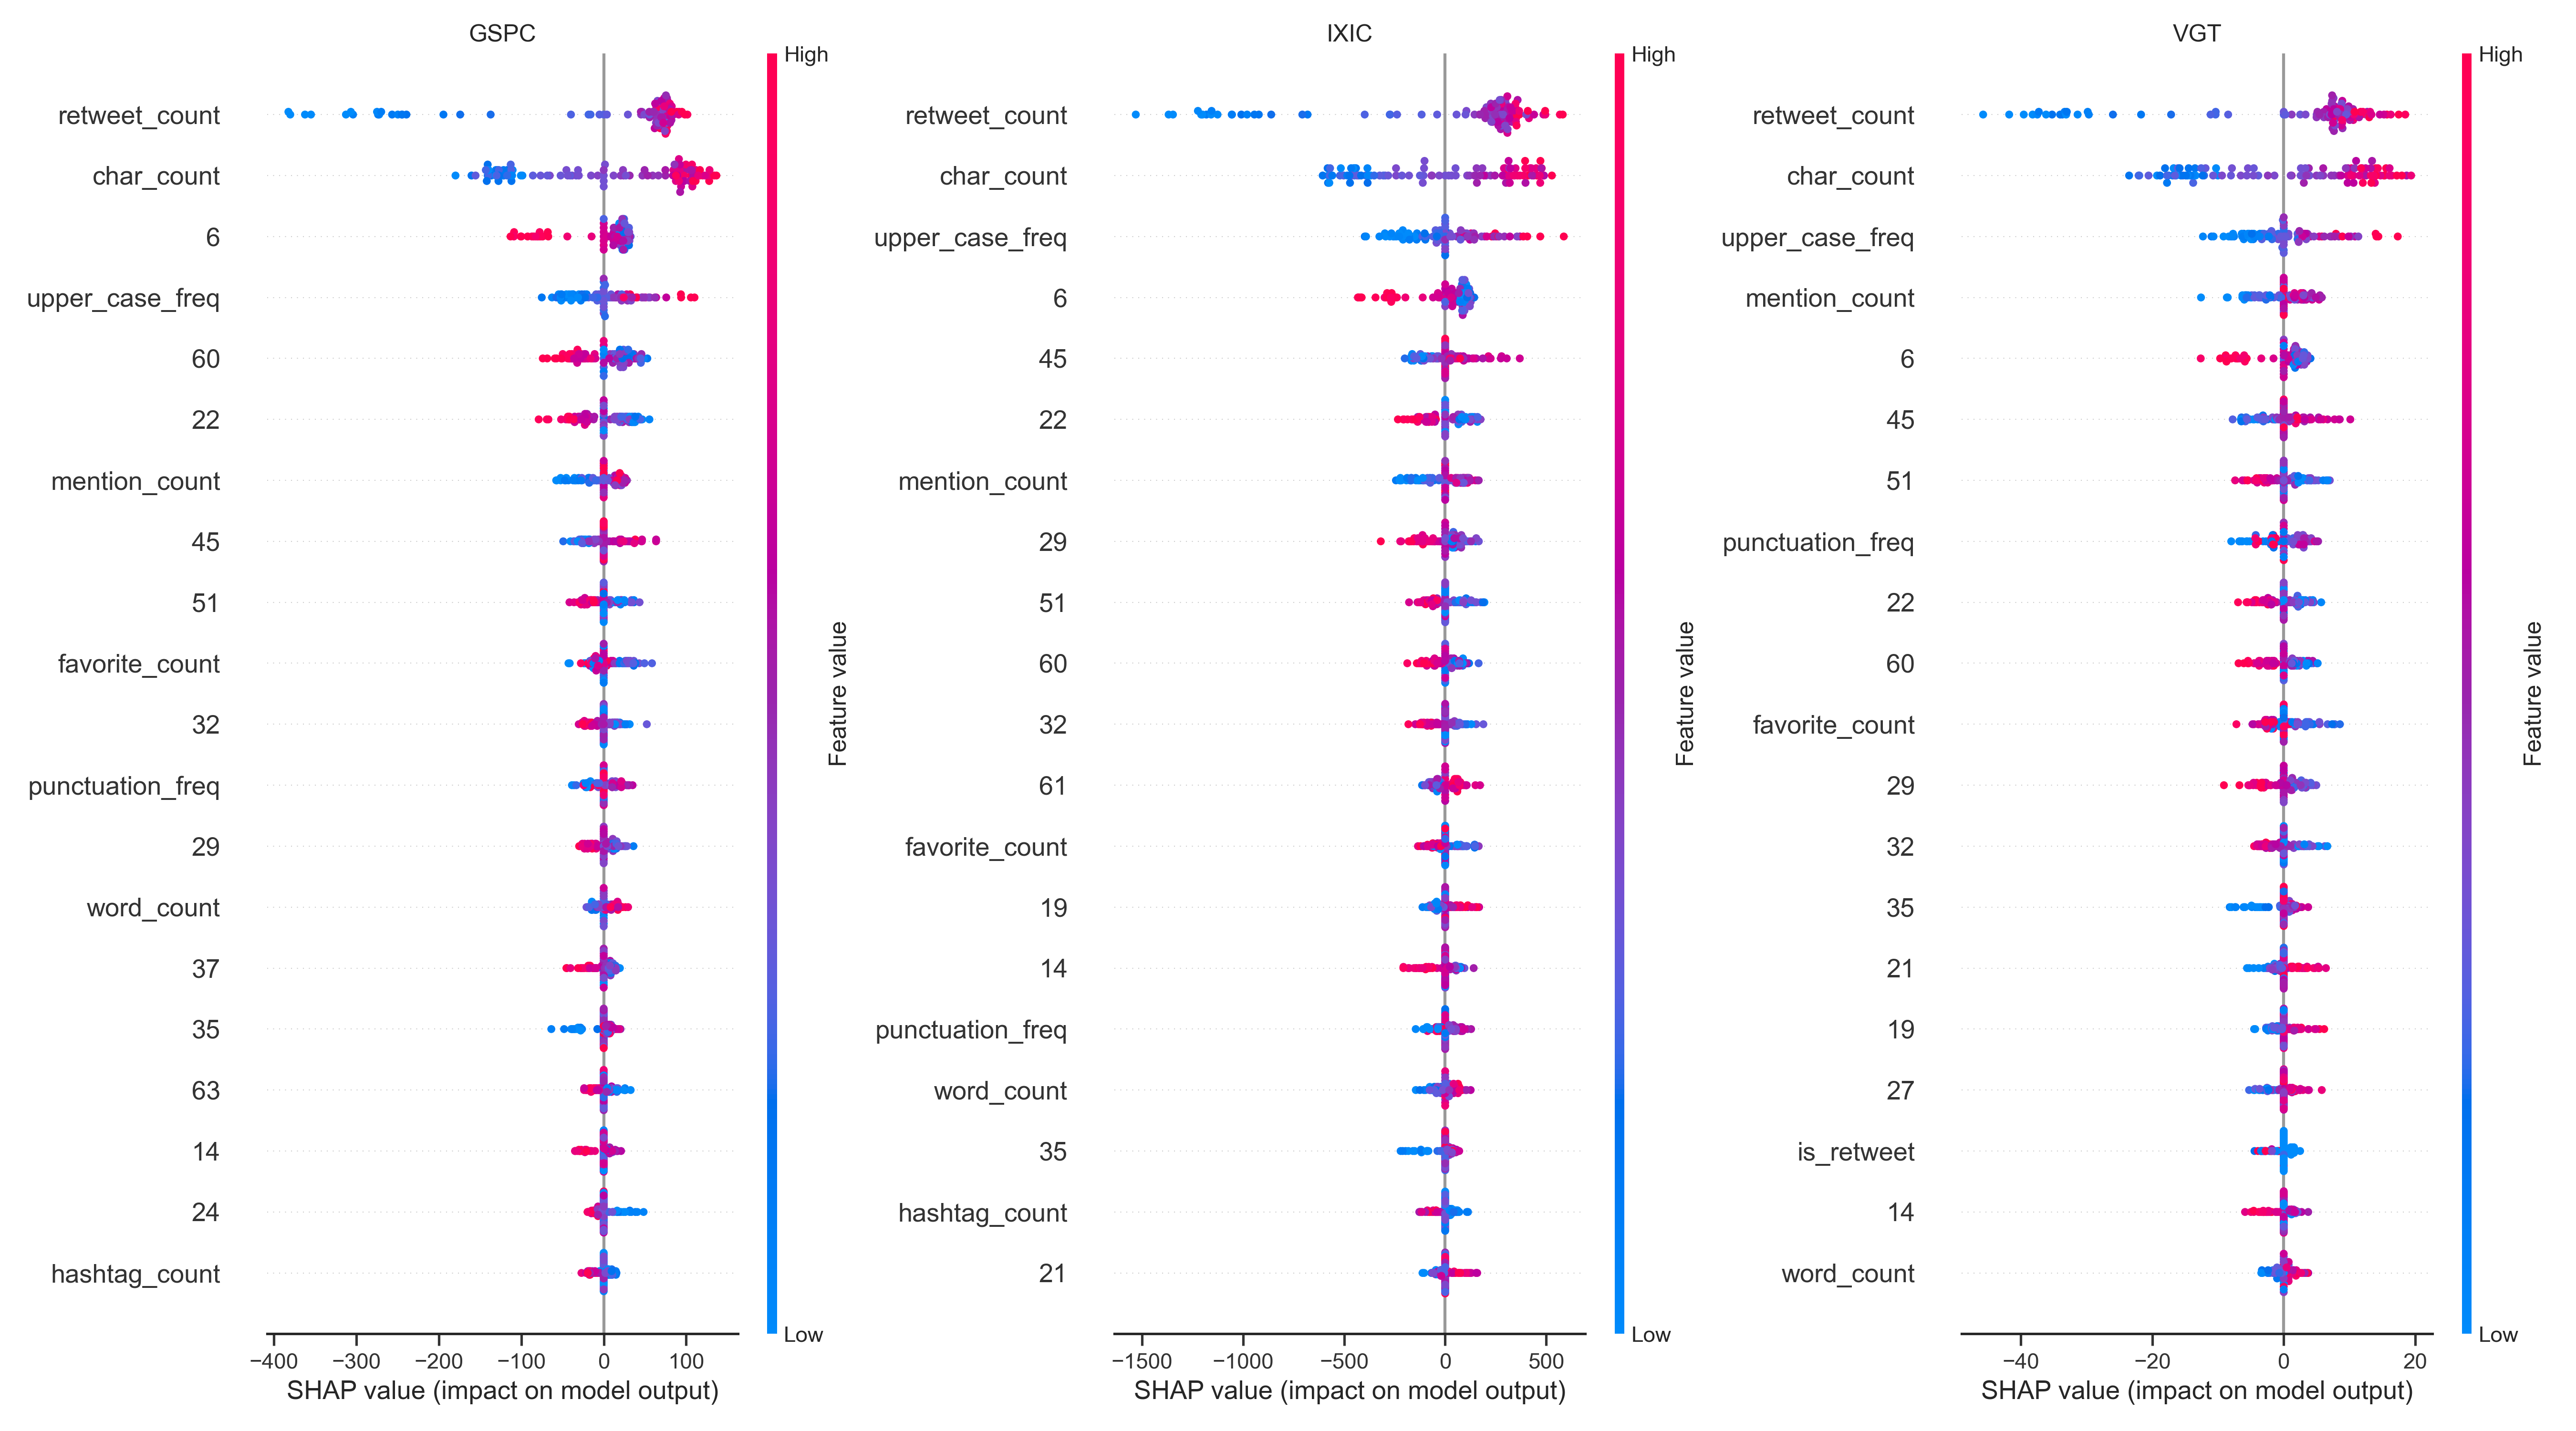 GSPC
High
retweet_count
char_count
6
upper_case_freq
60
22
mention_count
45
51
favorite_count
32
punctuation_freq
29
word_count
37
35
63
14
24
hashtag_count
Low
Feature value
−400 −300 −200 −100 0 100
SHAP value (impact on model output)
IXIC
High
retweet_count
char_count
upper_case_freq
6
45
22
mention_count
29
51
60
32
61
favorite_count
19
14
punctuation_freq
word_count
35
hashtag_count
21
Low
Feature value
−1500 −1000 −500 0 500
SHAP value (impact on model output)
VGT
High
retweet_count
char_count
upper_case_freq
mention_count
6
45
51
punctuation_freq
22
60
favorite_count
29
32
35
21
19
27
is_retweet
14
word_count
Low
Feature value
−40 −20 0 20
SHAP value (impact on model output)